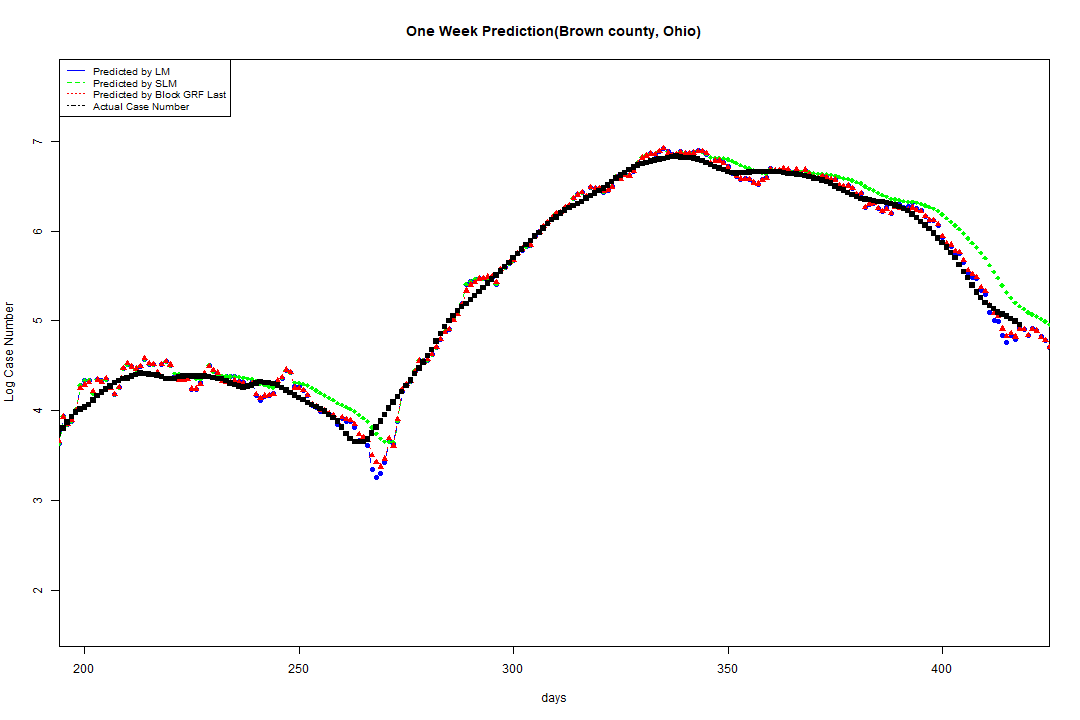 One Week Prediction(Brown county, Ohio)
Predicted by LM
Predicted by SLM
Predicted by Block GRF Last
Actual Case Number
7
6
5
4
3
2
Log Case Number
200 250 300 350 400
days